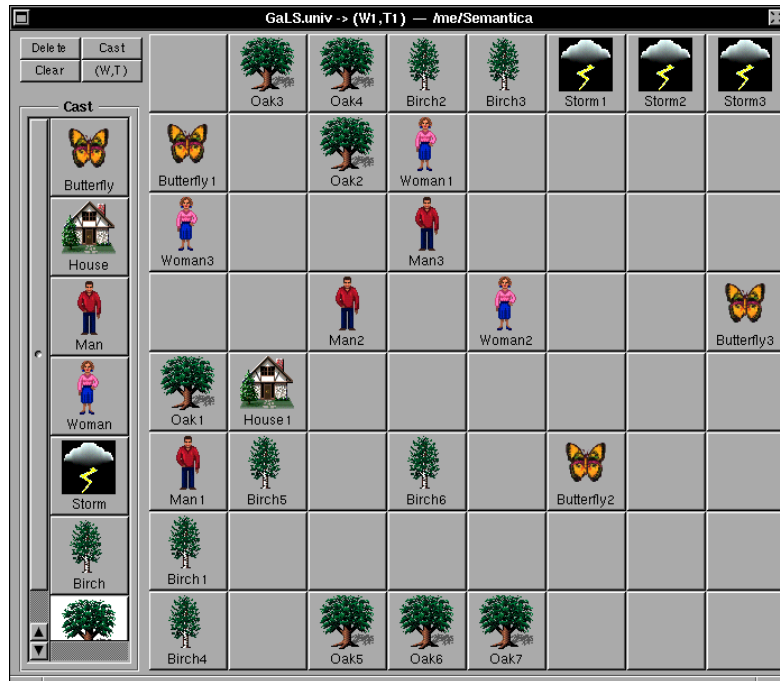 GaLS.univ -> (W1,T1) — /me/Semantica
Delete Cast
Clear (W,T)
Cast
Butterfly
House
Man
Woman
Storm
Birch
Oak3 Oak4 Birch2 Birch3 Storm1 Storm2 Storm3
Butterfly1 Oak2 Woman1
Woman3 Man3
Man2 Woman2 Butterfly3
Oak1 House1
Man1 Birch5 Birch6 Butterfly2
Birch1
Birch4 Oak5 Oak6 Oak7